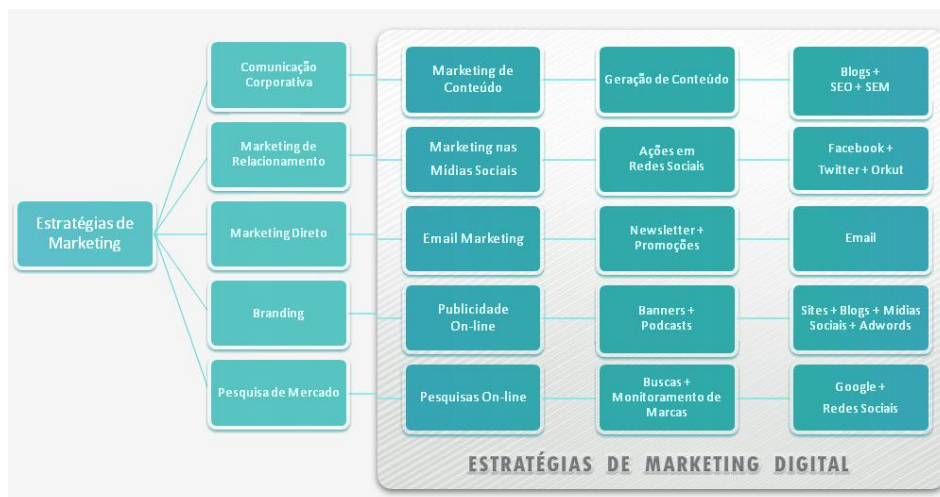 Estratégias de
Marketing
Comunicação
Corporativa
Marketing de
Conteúdo
Geração de Conteúdo
Blogs +
SEO + SEM
Marketing de
Relacionamento
Marketing nas
Mídias Sociais
Ações em
Redes Sociais
Facebook +
Twitter + Orkut
Marketing Direto
Email Marketing
Newsletter +
Promoções
Email
Branding
Publicidade
On-line
Banners +
Podcasts
Sites + Blogs + Mídias
Sociais + Adwords
Pesquisa de Mercado
Pesquisas On-line
Buscas +
Monitoramento de
Marcas
Google +
Redes Sociais
ESTRATÉGIAS DE MARKETING DIGITAL